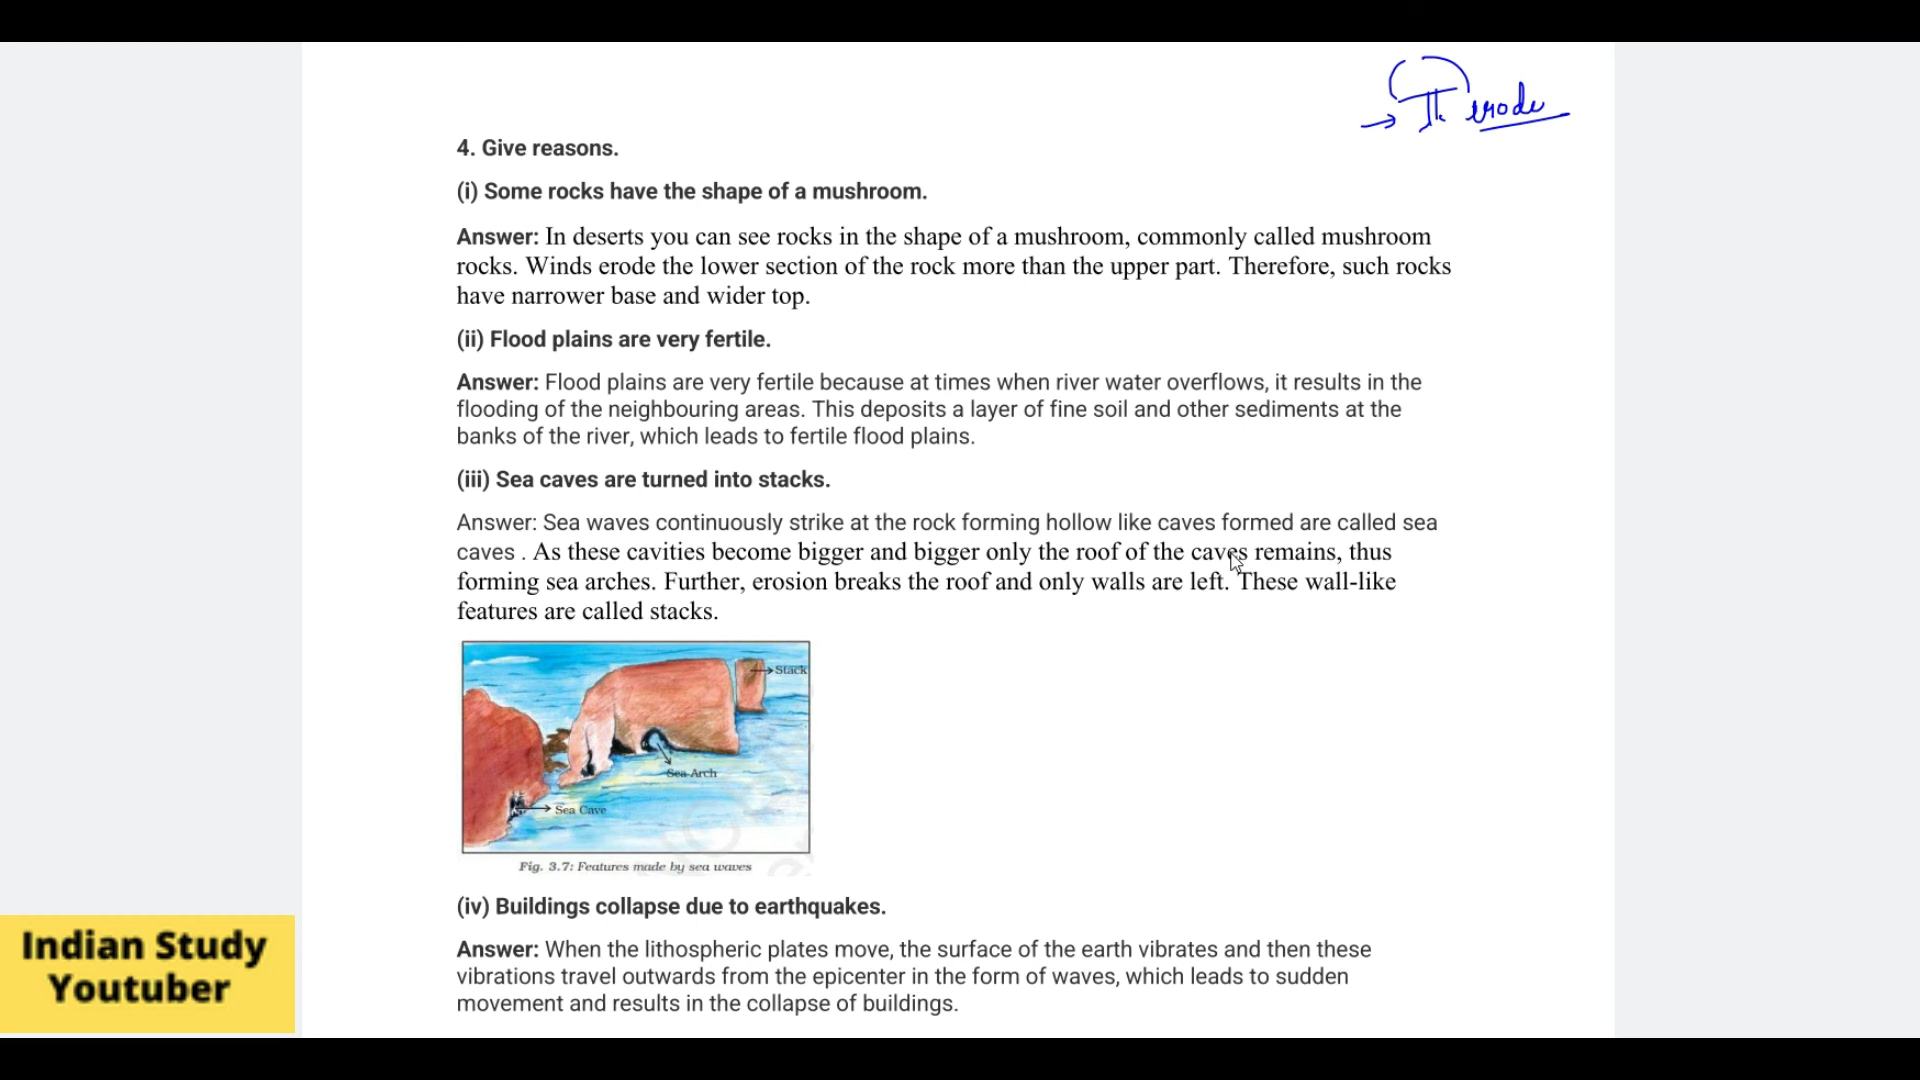 erode
4. Give reasons.
(i) Some rocks have the shape of a mushroom.
Answer: In deserts you can see rocks in the shape of a mushroom, commonly called mushroom
rocks. Winds erode the lower section of the rock more than the upper part. Therefore, such rocks
have narrower base and wider top.
(ii) Flood plains are very fertile.
Answer: Flood plains are very fertile because at times when river water overflows, it results in the
flooding of the neighbouring areas. This deposits a layer of fine soil and other sediments at the
banks of the river, which leads to fertile flood plains.
(iii) Sea caves are turned into stacks.
Answer: Sea waves continuously strike at the rock forming hollow like caves formed are called sea
caves . As these cavities become bigger and bigger only the roof of the caves remains, thus
forming sea arches. Further, erosion breaks the roof and only walls are left. These wall-like
features are called stacks.
Stack
Sea Arch
Sea Cave
Fig. 3.7: Features made by sea waves
(iv) Buildings collapse due to earthquakes.
Answer: When the lithospheric plates move, the surface of the earth vibrates and then these
vibrations travel outwards from the epicenter in the form of waves, which leads to sudden
movement and results in the collapse of buildings.
Indian Study
Youtuber